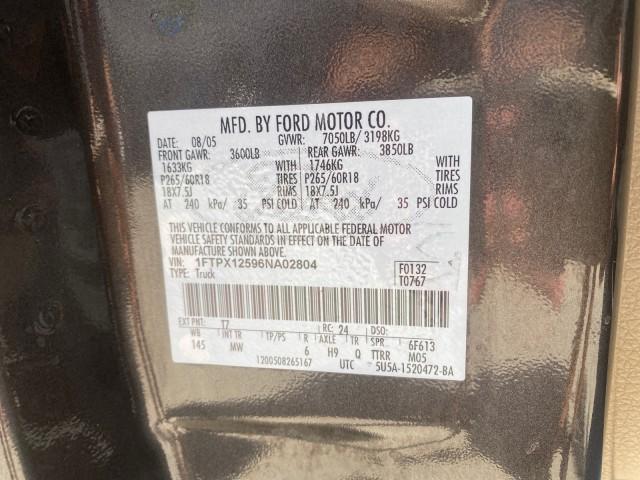 MFD. BY FORD MOTOR CO.
DATE: 08/05 GVWR: 7050LB/ 3198KG
FRONT GAWR: 3600LB REAR GAWR: 3850LB
1633KG WITH 1746KG WITH
P265/60R18 TIRES P265/60R18 TIRES
18X7.5J RIMS 18X7.5J RIMS
AT 240 kPa/ 35 PSI COLD AT 240 kPa/ 35 PSI COLD
THIS VEHICLE CONFORMS TO ALL APPLICABLE FEDERAL MOTOR
VEHICLE SAFETY STANDARDS IN EFFECT ON THE DATE OF
MANUFACTURE SHOWN ABOVE.
VIN: 1FTPX12596NA02804 F0132
TYPE: Truck T0767
EXT PNT: T7 RC: 24 DSO:
WB INT TR TP/PS R AXLE TR SPR 6F613
145 MW 6 H9 Q TTRR M05
1200508265167 UTC 5U5A-1520472-BA